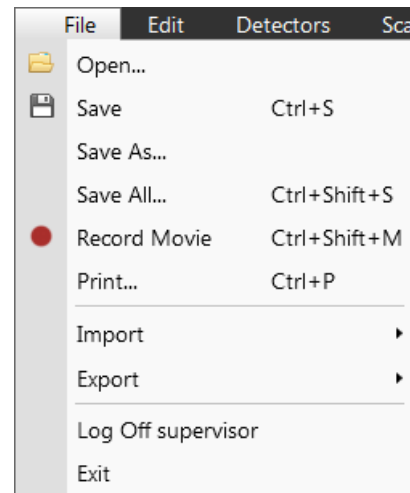 File Edit Detectors Sca
Open...
Save Ctrl+S
Save As...
Save All... Ctrl+Shift+S
Record Movie Ctrl+Shift+M
Print... Ctrl+P
Import
Export
Log Off supervisor
Exit